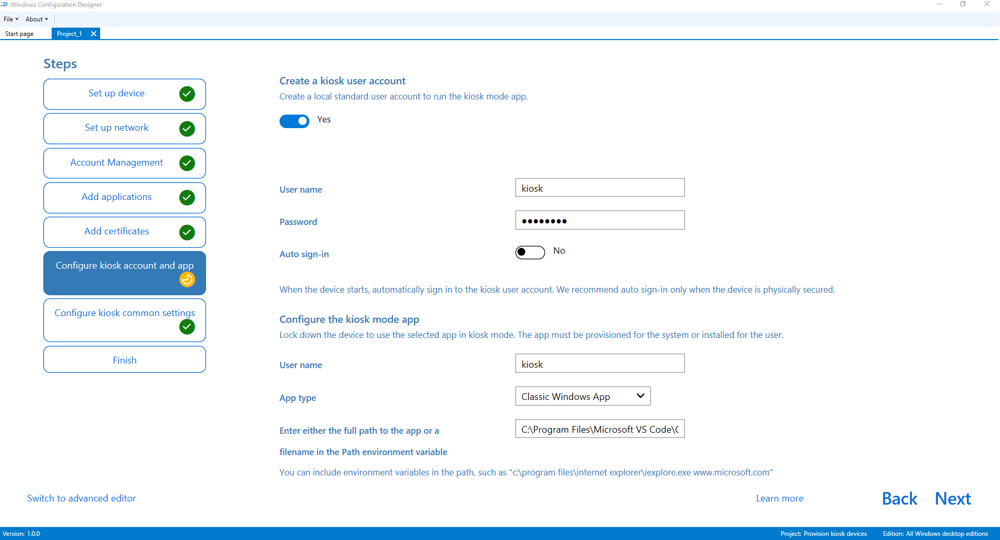 Windows Configuration Designer
File About
Start page Project_1
Steps
Set up device
Set up network
Account Management
Add applications
Add certificates
Configure kiosk account and app
Configure kiosk common settings
Finish
Create a kiosk user account
Create a local standard user account to run the kiosk mode app.
Yes
User name kiosk
Password ●●●●●●●●
Auto sign-in No
When the device starts, automatically sign in to the kiosk user account. We recommend auto sign-in only when the device is physically secured.
Configure the kiosk mode app
Lock down the device to use the selected app in kiosk mode. The app must be provisioned for the system or installed for the user.
User name kiosk
App type Classic Windows App
Enter either the full path to the app or a C:\Program Files\Microsoft VS Code\
filename in the Path environment variable
You can include environment variables in the path, such as "c:\program files\internet explorer\iexplore.exe www.microsoft.com"
Switch to advanced editor Learn more Back Next
Version: 1.0.0 Project: Provision kiosk devices Edition: All Windows desktop editions